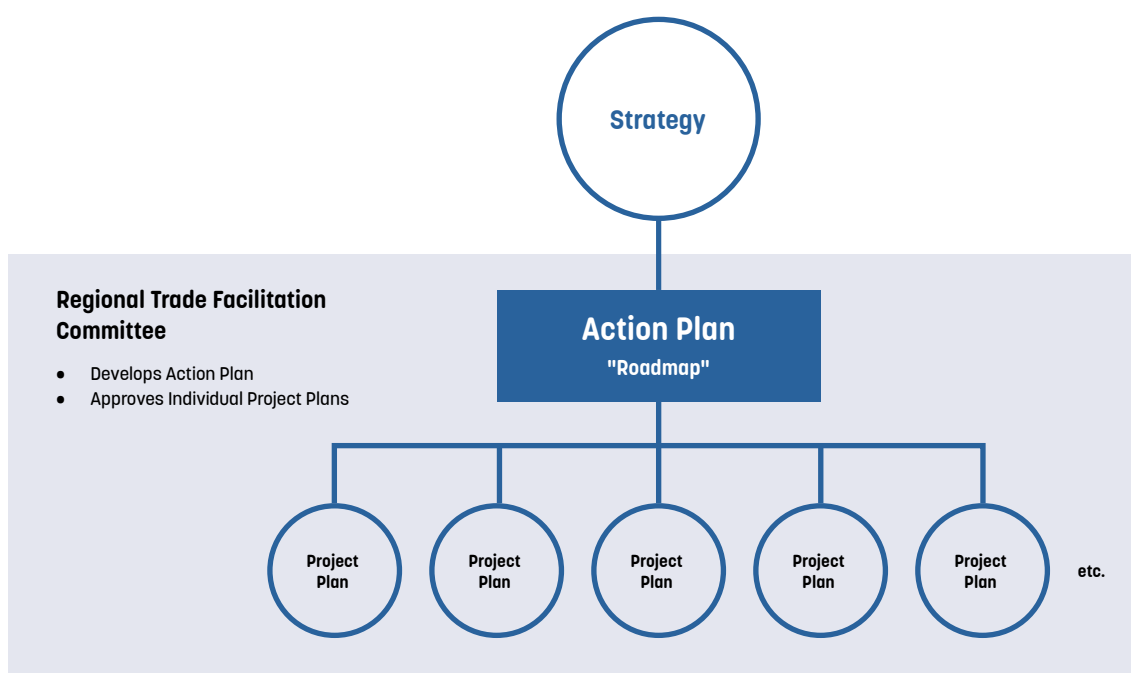 Strategy
Regional Trade Facilitation
Committee
● Develops Action Plan
● Approves Individual Project Plans
Action Plan
"Roadmap"
Project
Plan
Project
Plan
Project
Plan
Project
Plan
Project
Plan
etc.